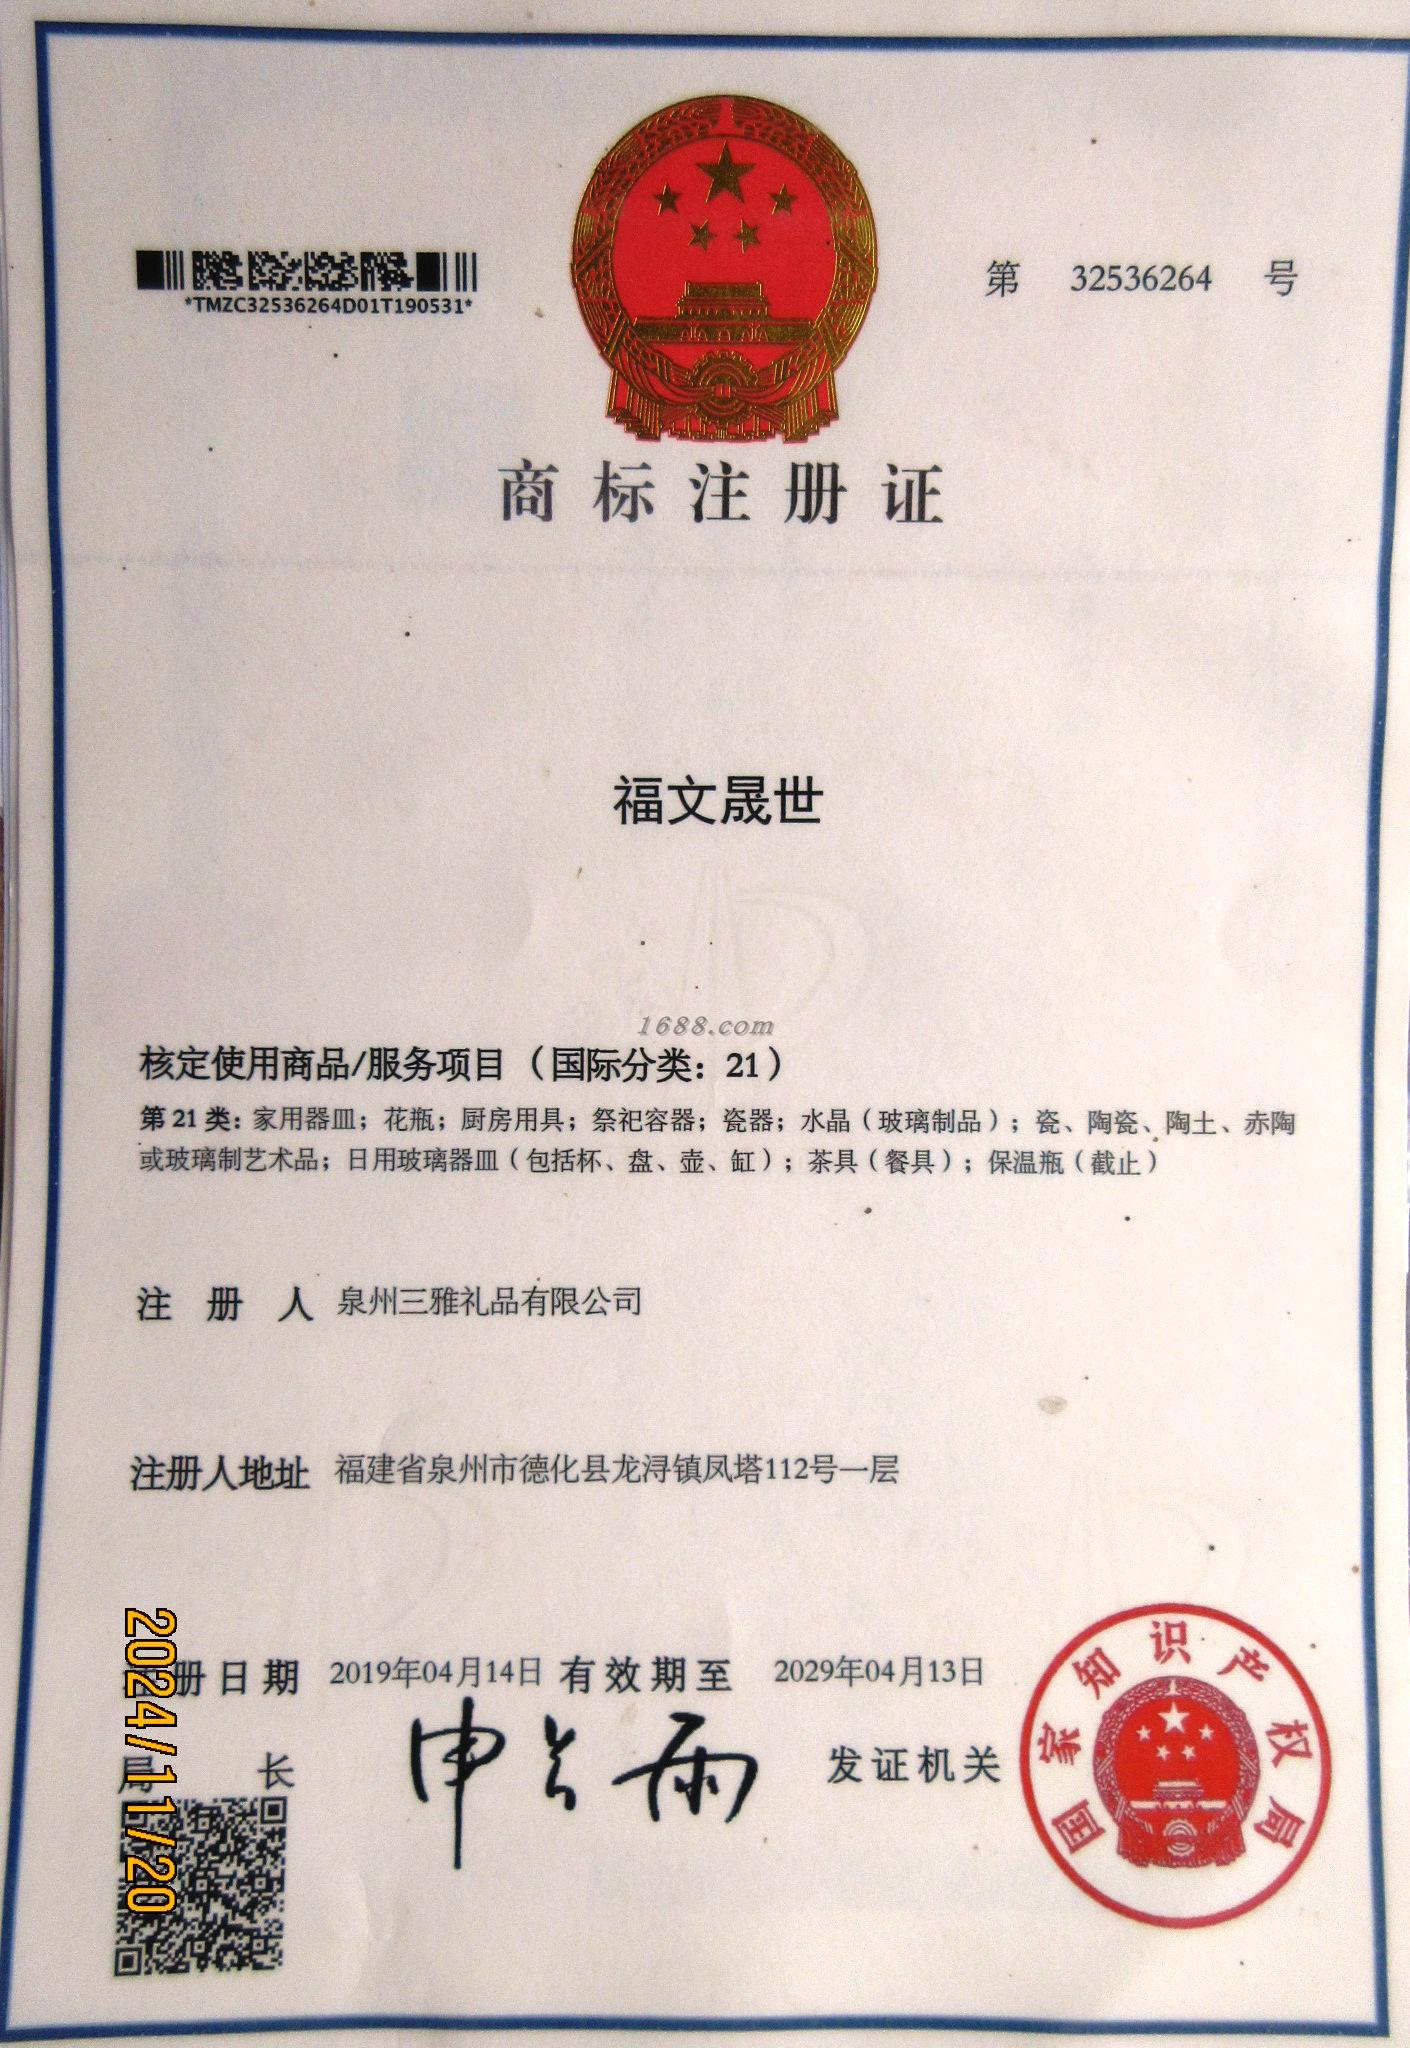 *TMZC32536264D01T190531*
第 32536264 号
商标注册证
福文晟世
1688.com
核定使用商品/服务项目（国际分类：21）
第 21 类：家用器皿；花瓶；厨房用具；祭祀容器；瓷器；水晶（玻璃制品）；瓷、陶瓷、陶土、赤陶
或玻璃制艺术品；日用玻璃器皿（包括杯、盘、壶、缸）；茶具（餐具）；保温瓶（截止）
注 册 人 泉州三雅礼品有限公司
注册人地址 福建省泉州市德化县龙浔镇凤塔112号一层
注册日期 2019年04月14日 有效期至 2029年04月13日
局 长 申长雨 发证机关
国家知识产权局
2024/11/20